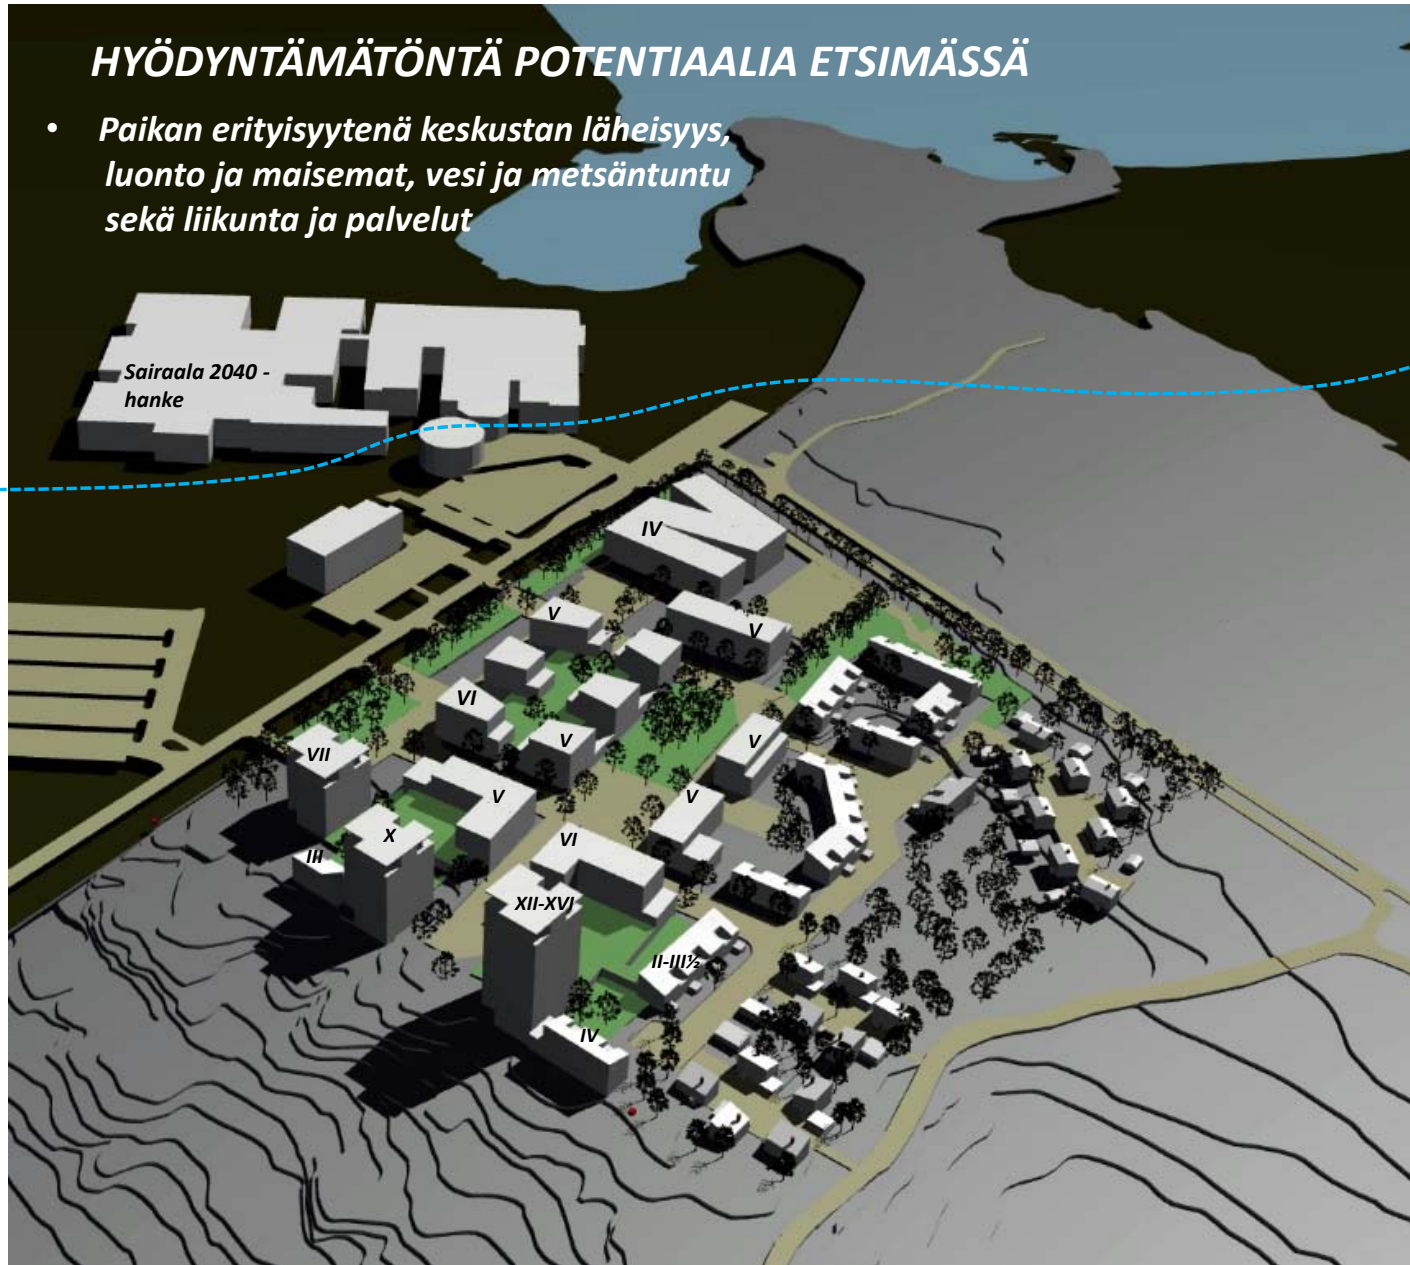 HYÖDYNTÄMÄTÖNTÄ POTENTIAALIA ETSIMÄSSÄ
• Paikan erityisyytenä keskustan läheisyys,
luonto ja maisemat, vesi ja metsäntuntu
sekä liikunta ja palvelut
Sairaala 2040 -
hanke
IV
V
V
VI
V
V
VII
V
X
VI
III
XII-XVI
II-III½
IV